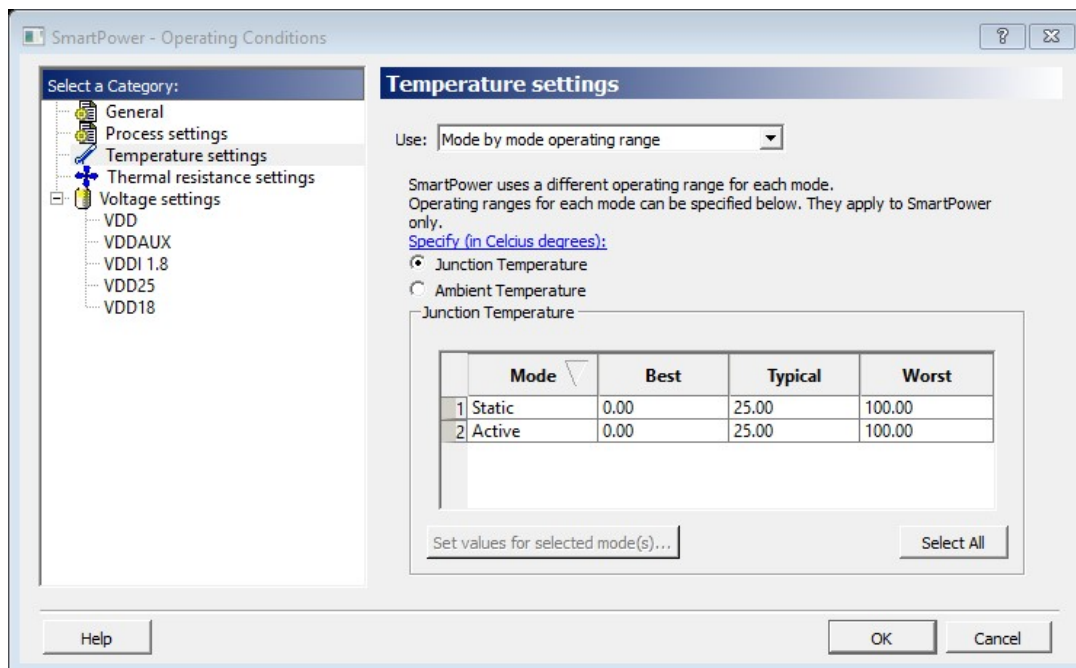 SmartPower - Operating Conditions
Select a Category:
General
Process settings
Temperature settings
Thermal resistance settings
Voltage settings
VDD
VDDAUX
VDDI 1.8
VDD25
VDD18
Temperature settings
Use: Mode by mode operating range
SmartPower uses a different operating range for each mode.
Operating ranges for each mode can be specified below. They apply to SmartPower
only.
Specify (in Celcius degrees):
Junction Temperature
Ambient Temperature
Junction Temperature
Mode Best Typical Worst
1 Static 0.00 25.00 100.00
2 Active 0.00 25.00 100.00
Set values for selected mode(s)... Select All
Help OK Cancel